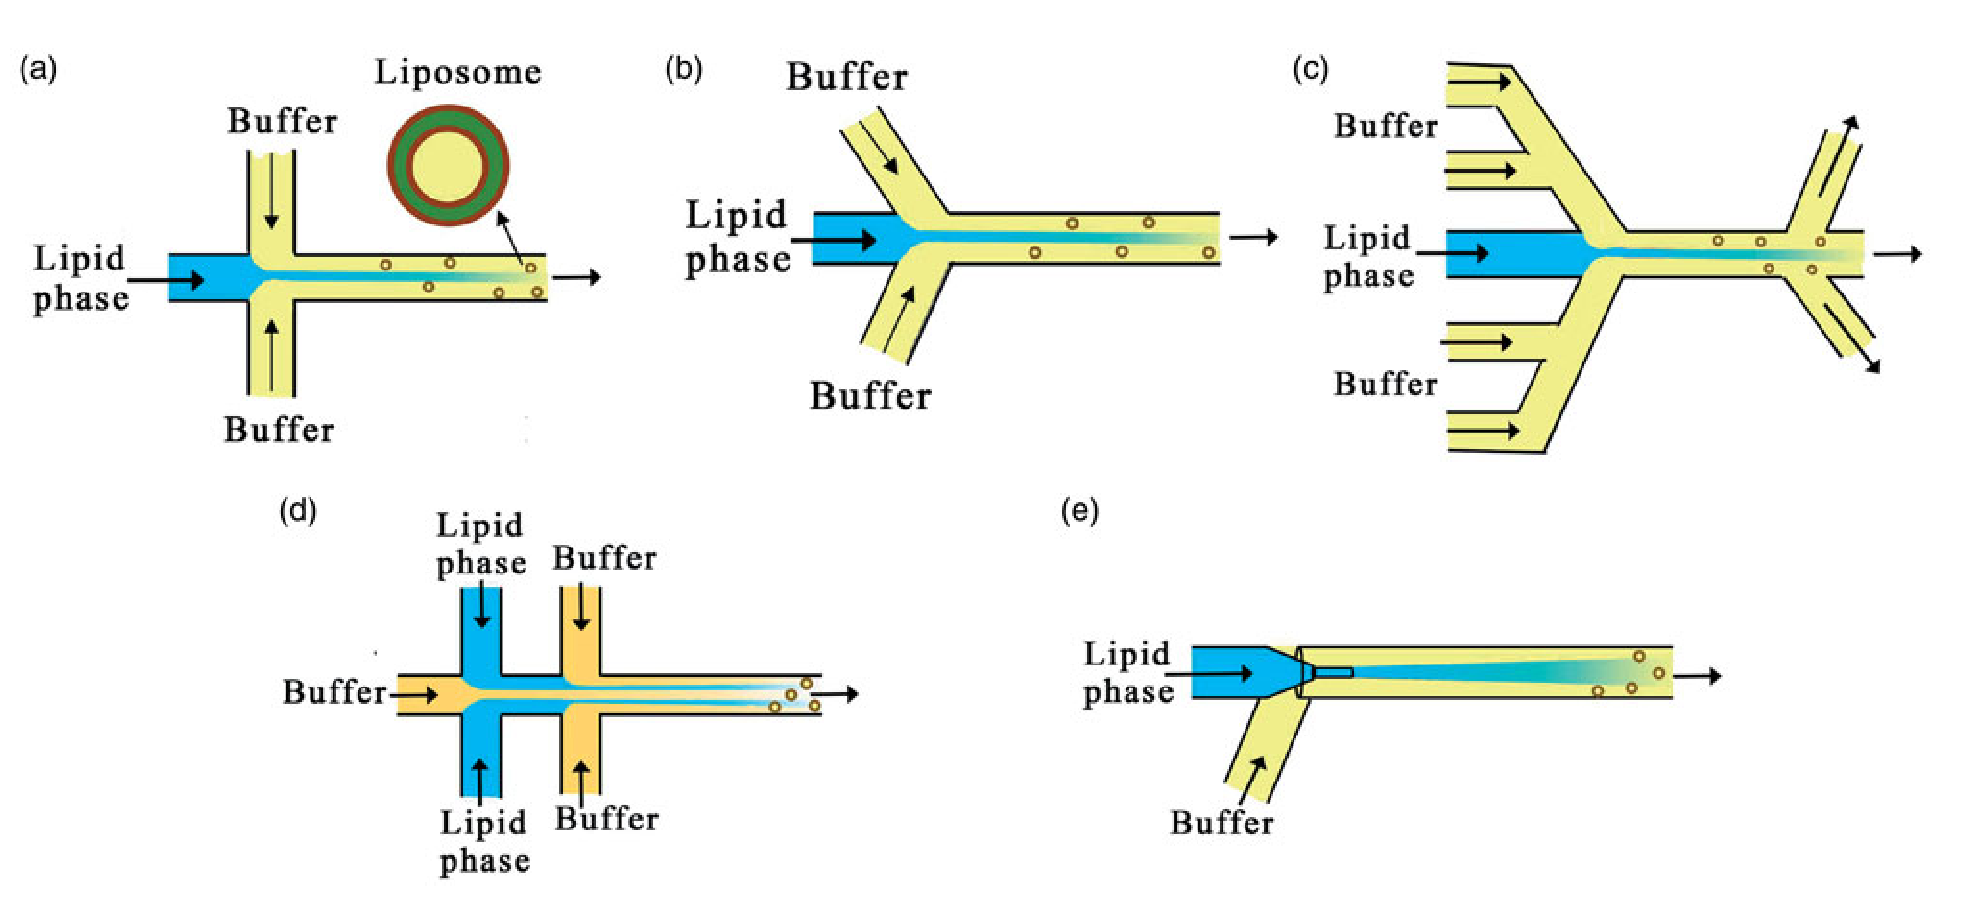 (a)
Liposome
Buffer
Lipid
phase
Buffer
(b)
Buffer
Lipid
phase
Buffer
(c)
Buffer
Lipid
phase
Buffer
(d)
Lipid
phase
Buffer
Buffer
Lipid
phase
Buffer
(e)
Lipid
phase
Buffer